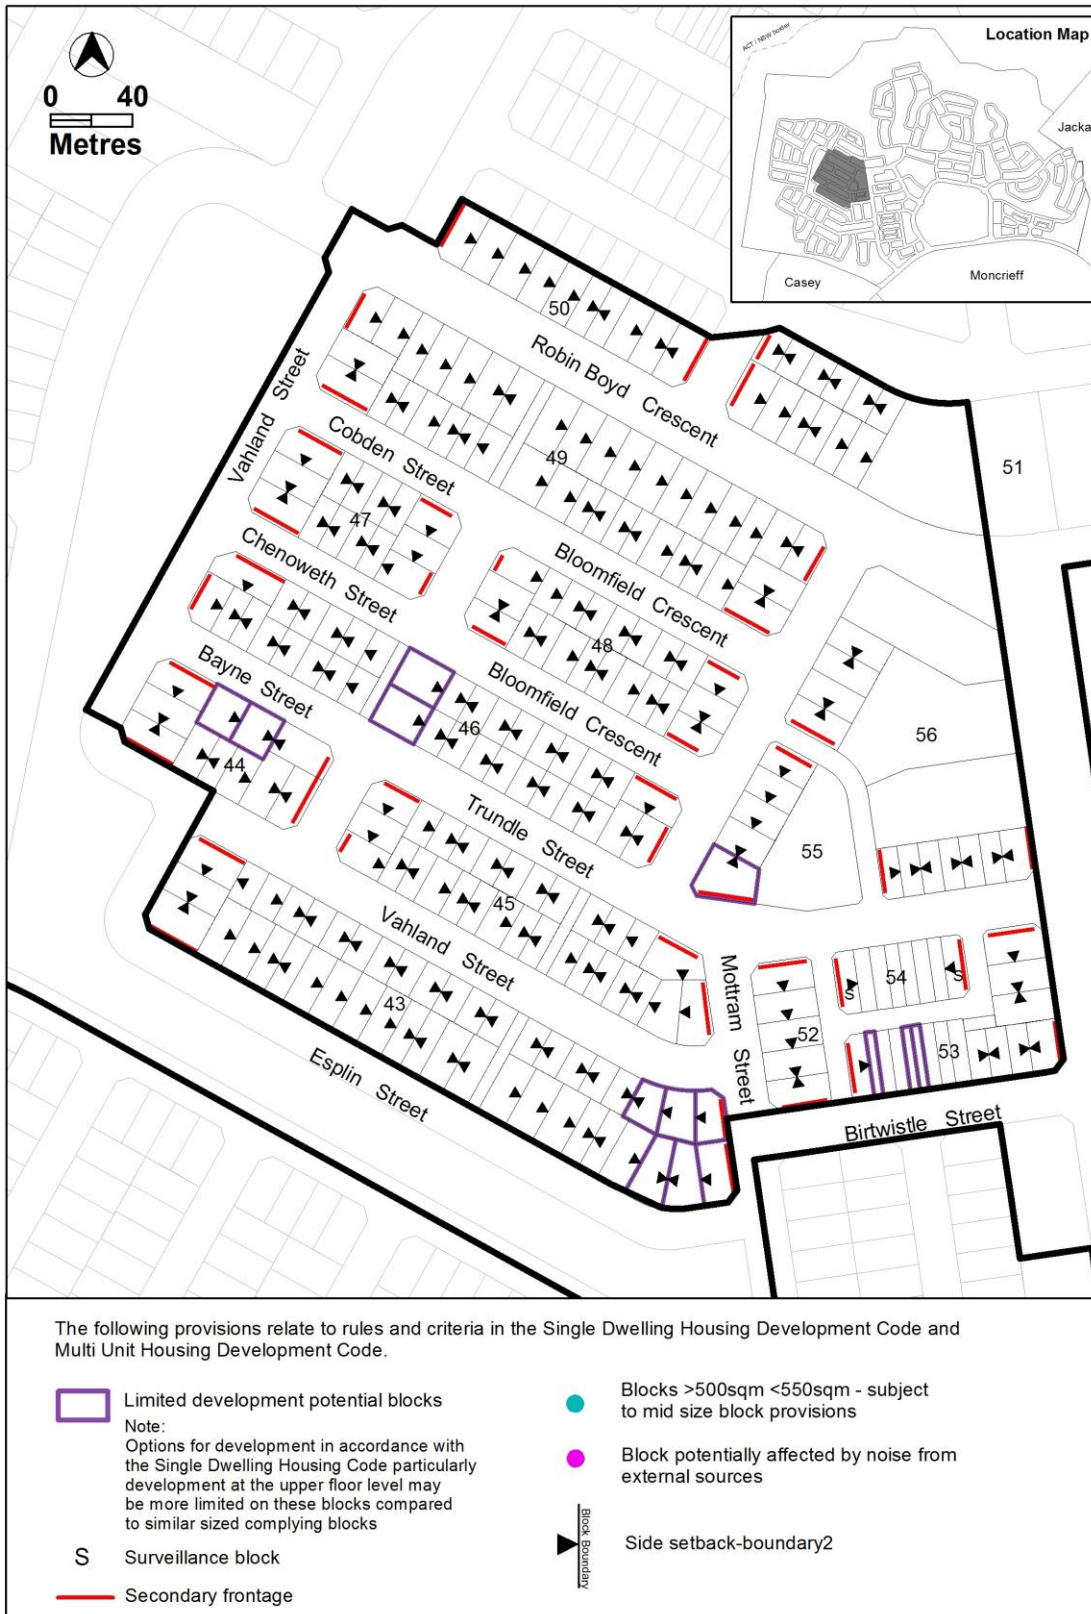 0 40
Metres
ACT / NSW border
Location Map
Jacka
Casey
Moncrieff
50
Robin Boyd Crescent
Vahland Street
Cobden Street
49
51
47
Chenoweth Street
Bloomfield Crescent
48
Bayne Street
Bloomfield Crescent
46
56
44
Trundle Street
55
45
Vahland Street
Mottram Street
54
S
S
52
53
43
Esplin Street
Birtwistle Street
The following provisions relate to rules and criteria in the Single Dwelling Housing Development Code and
Multi Unit Housing Development Code.
Limited development potential blocks
Note:
Options for development in accordance with
the Single Dwelling Housing Code particularly
development at the upper floor level may
be more limited on these blocks compared
to similar sized complying blocks
S Surveillance block
Secondary frontage
Blocks >500sqm <550sqm - subject
to mid size block provisions
Block potentially affected by noise from
external sources
Block Boundary
Side setback-boundary2